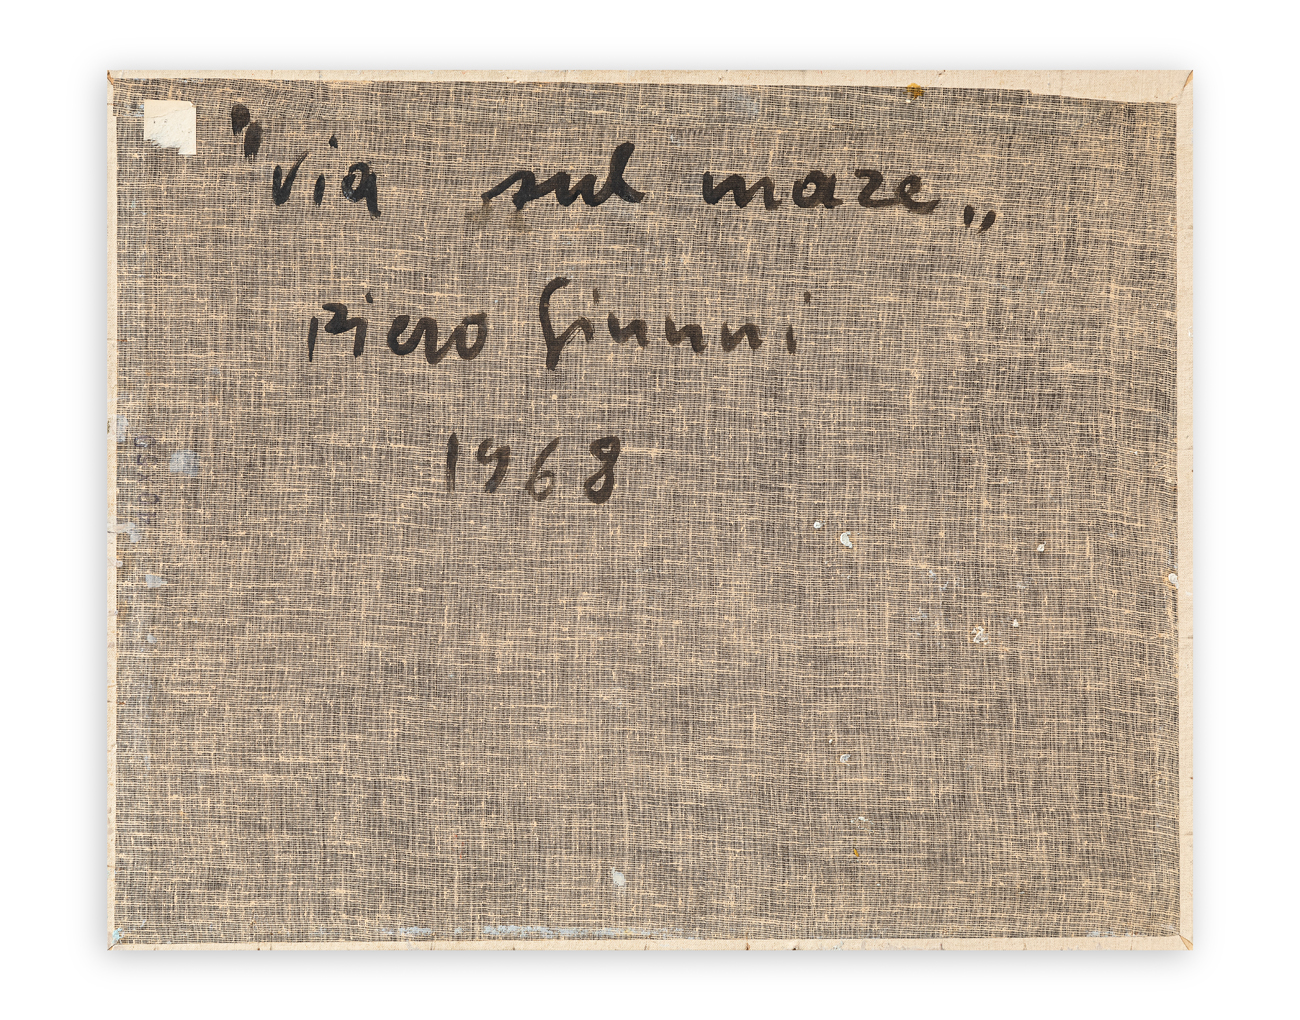 "via sul mare„
Piero Giunni
1968